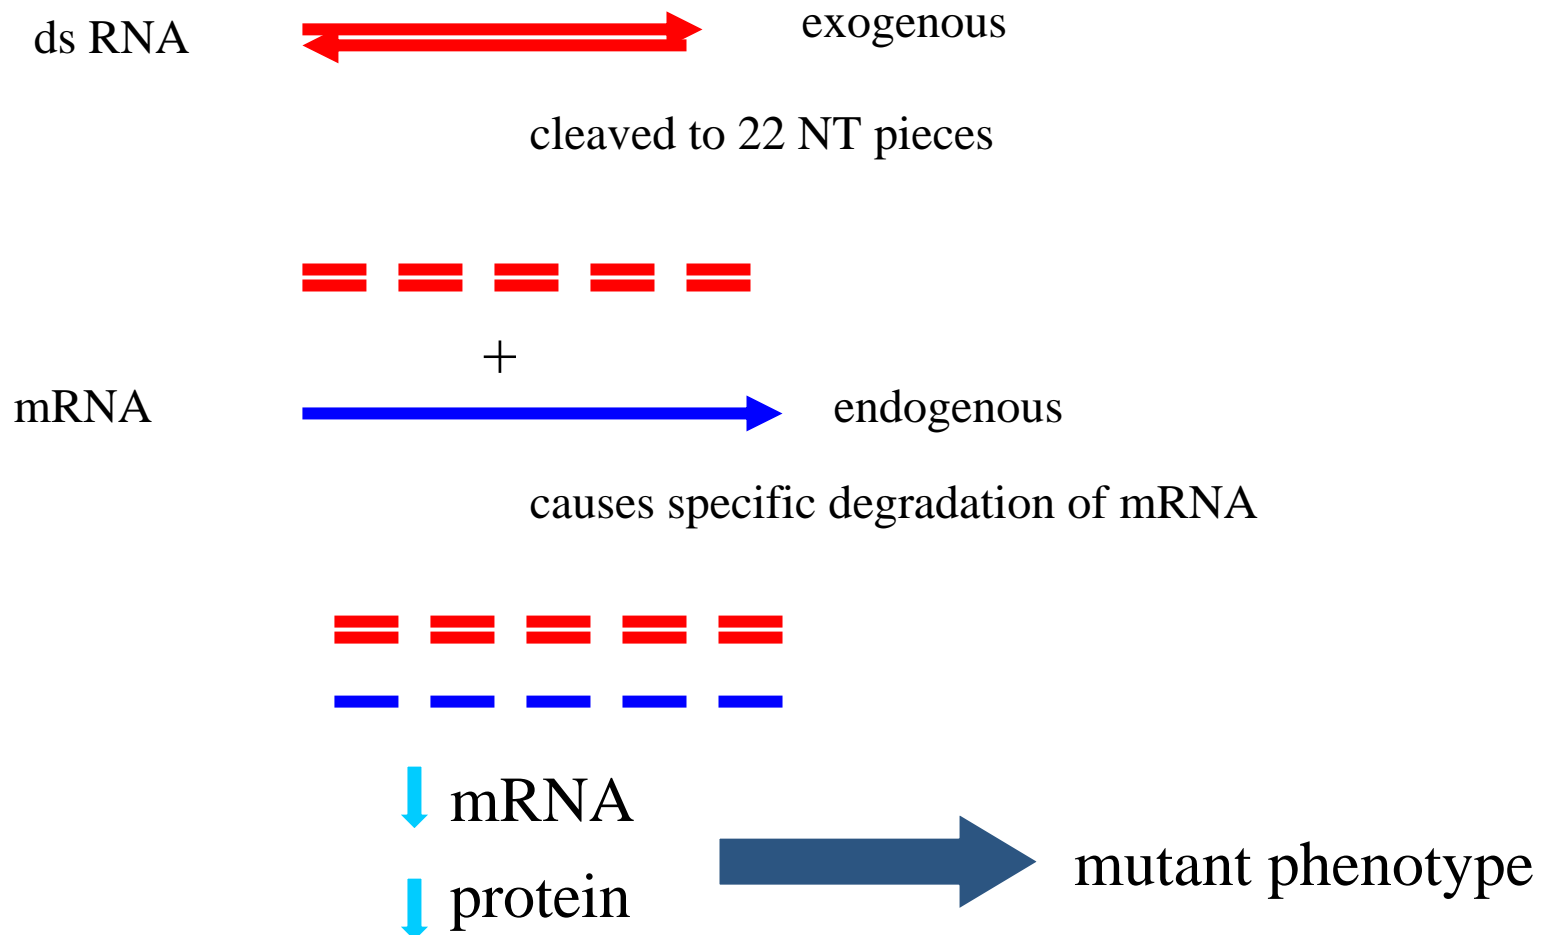 ds RNA
exogenous
cleaved to 22 NT pieces
+
mRNA
endogenous
causes specific degradation of mRNA
mRNA
protein
mutant phenotype